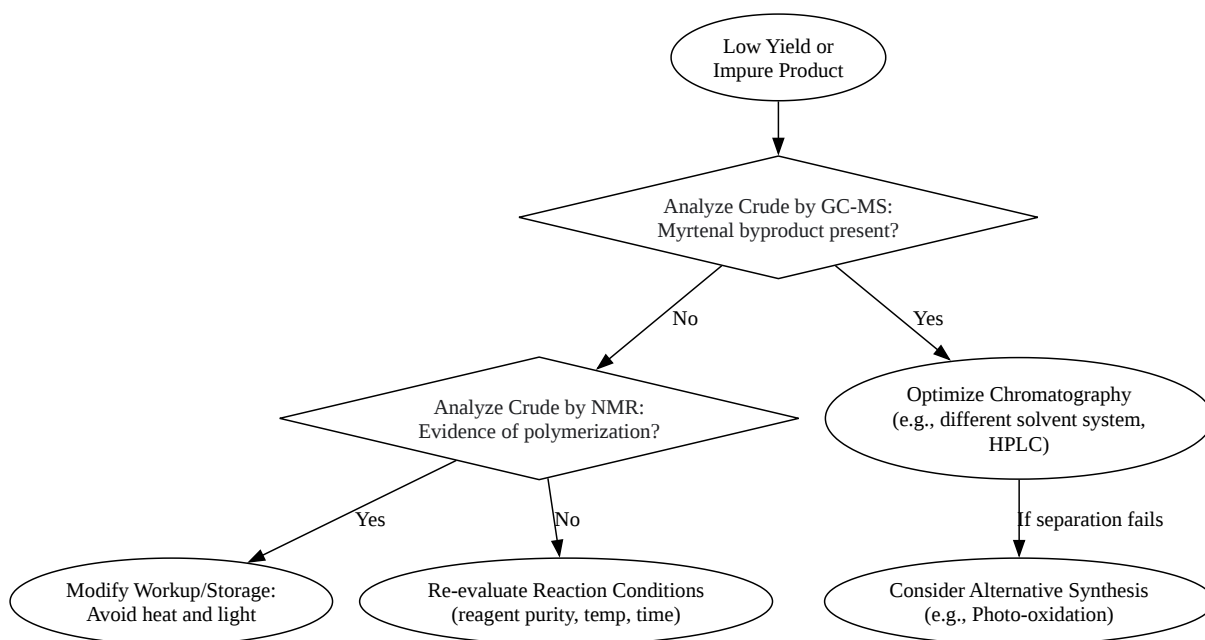 Low Yield or
Impure Product
Analyze Crude by GC-MS:
Myrtenal byproduct present?
No
Yes
Analyze Crude by NMR:
Evidence of polymerization?
Optimize Chromatography
(e.g., different solvent system,
HPLC)
Yes
No
If separation fails
Modify Workup/Storage:
Avoid heat and light
Re-evaluate Reaction Conditions
(reagent purity, temp, time)
Consider Alternative Synthesis
(e.g., Photo-oxidation)